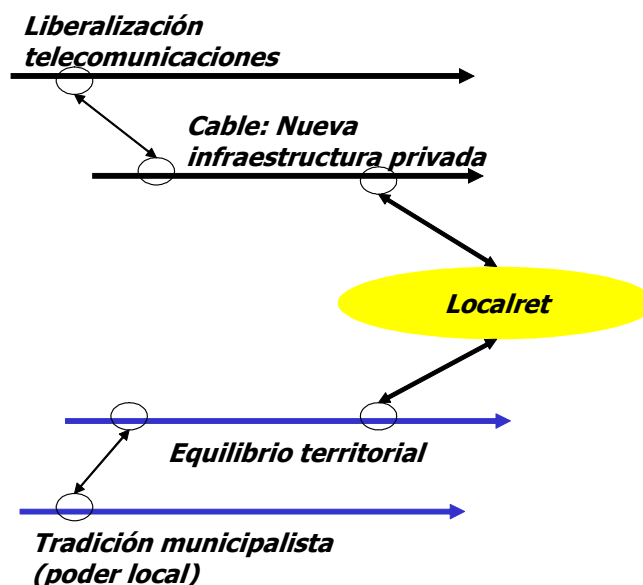 Liberalización
telecomunicaciones
Cable: Nueva
infraestructura privada
Localret
Equilibrio territorial
Tradición municipalista
(poder local)